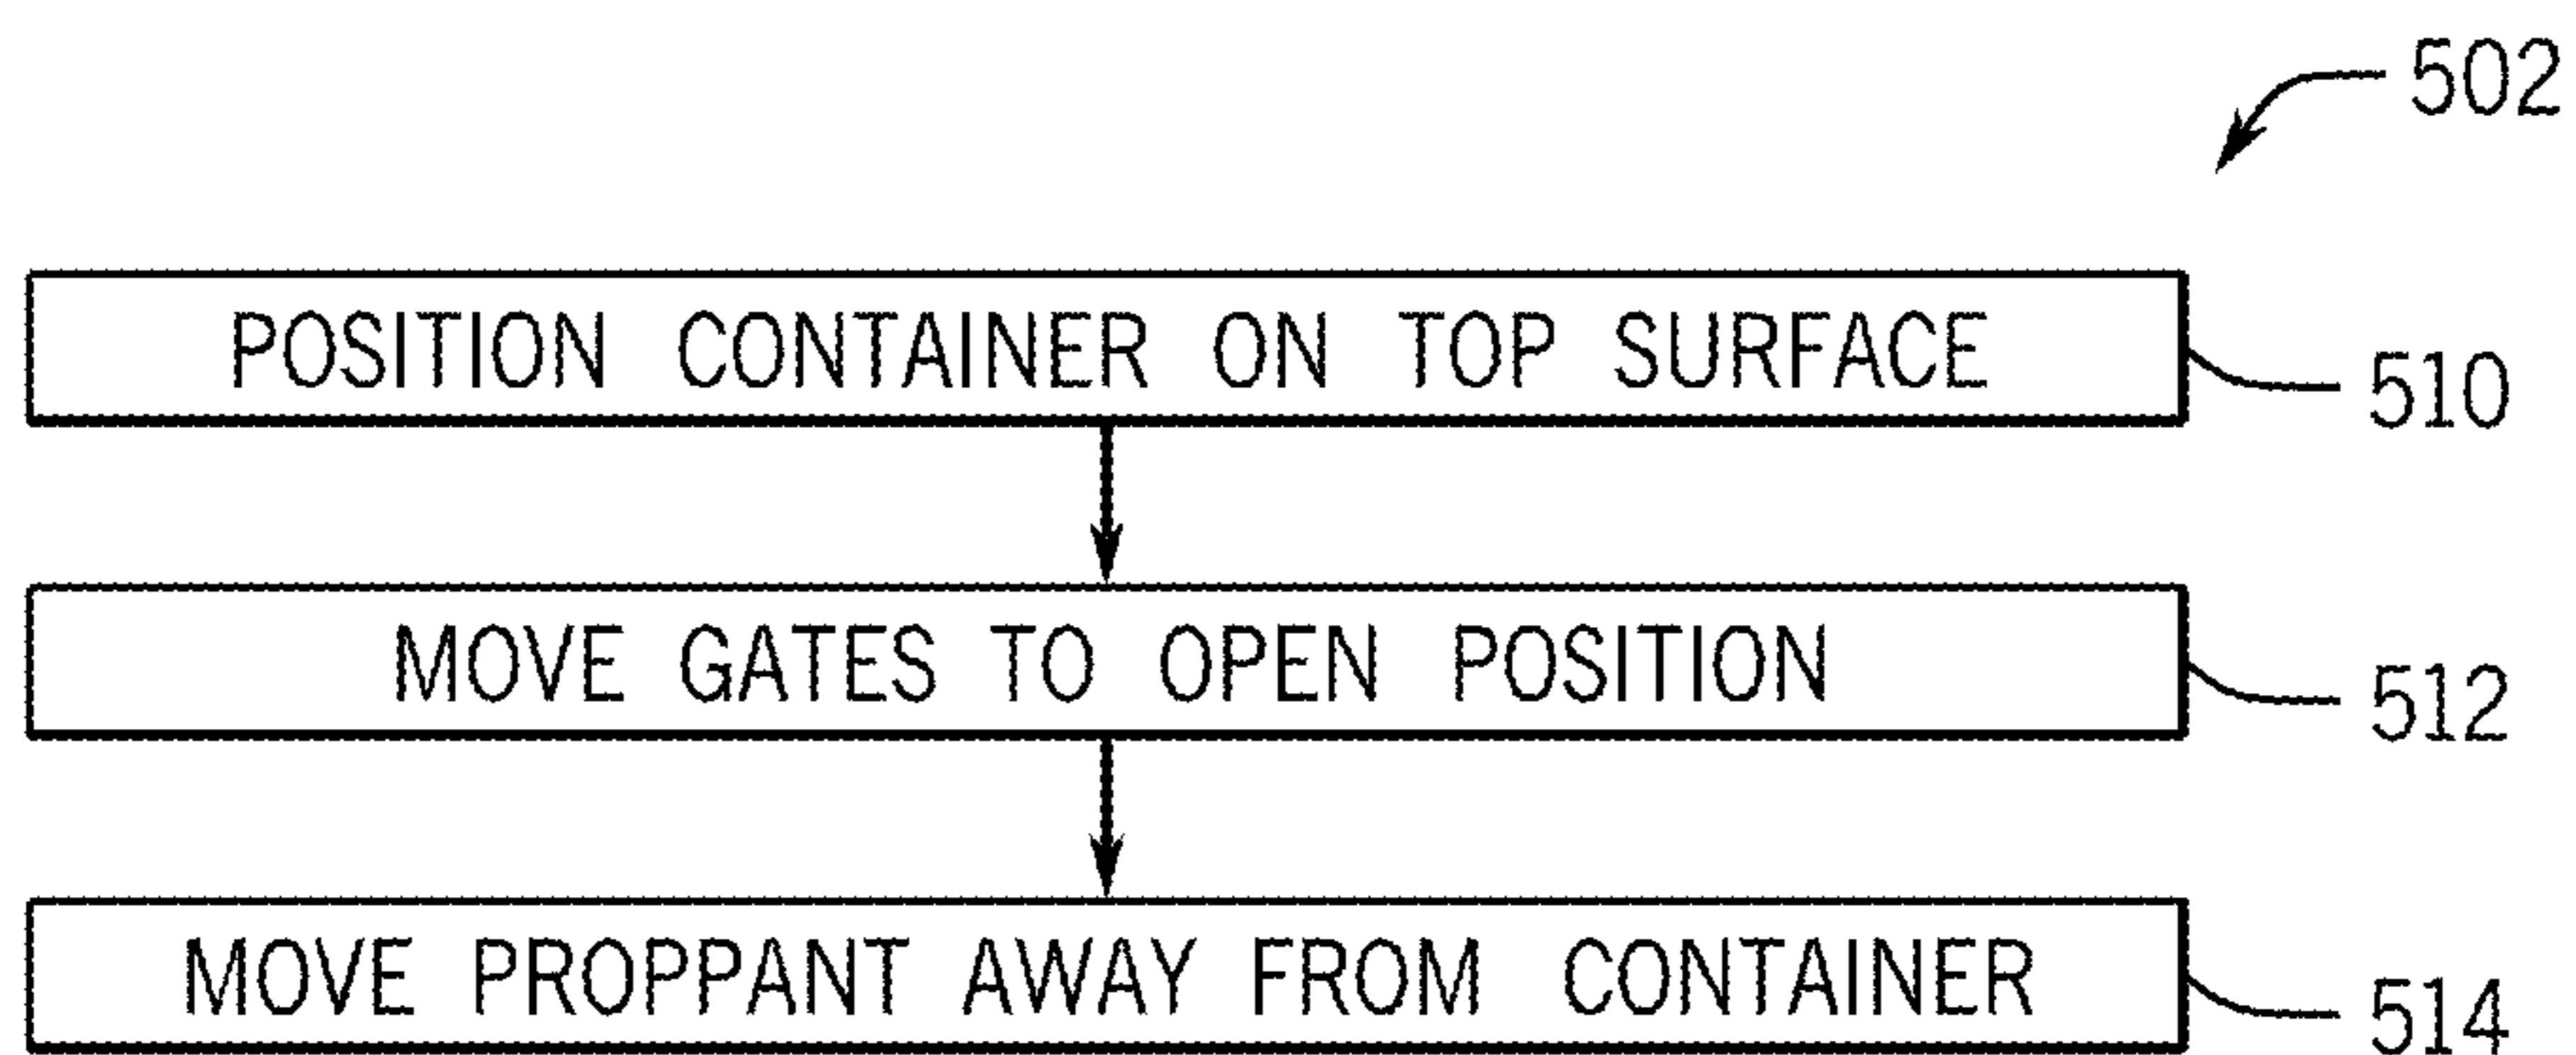 502
POSITION CONTAINER ON TOP SURFACE
510
MOVE GATES TO OPEN POSITION
512
MOVE PROPPANT AWAY FROM CONTAINER
514